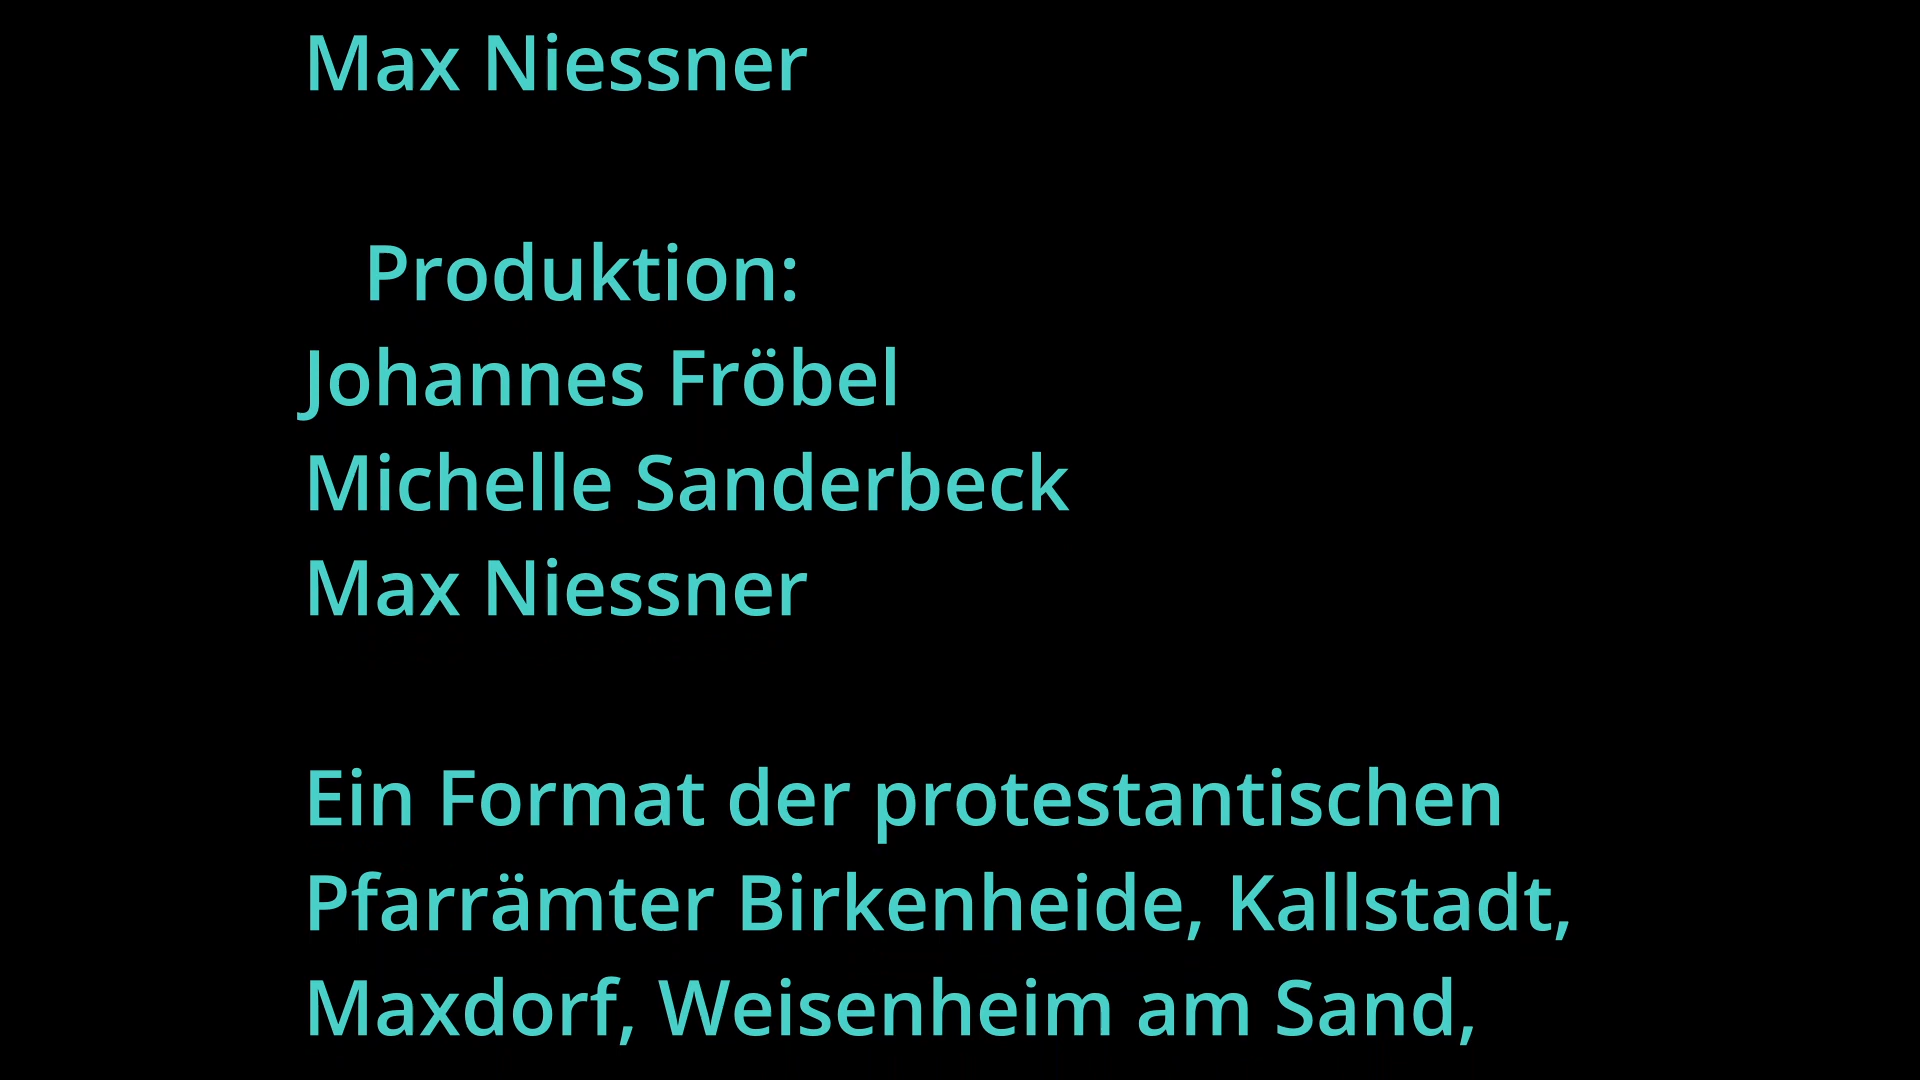 Max Niessner
Produktion:
Johannes Fröbel
Michelle Sanderbeck
Max Niessner
Ein Format der protestantischen
Pfarrämter Birkenheide, Kallstadt,
Maxdorf, Weisenheim am Sand,